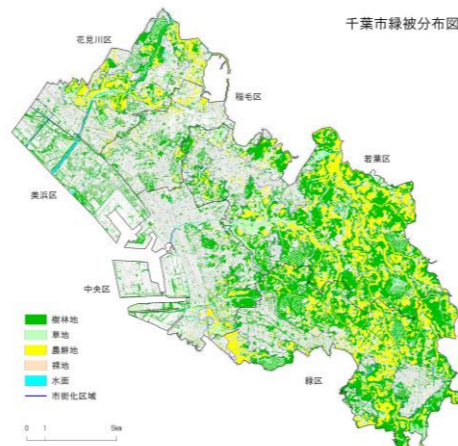 千葉市緑被分布図
花見川区
稲毛区
若葉区
美浜区
中央区
緑区
樹林地
草地
農耕地
裸地
水面
市街化区域
0 1 5km